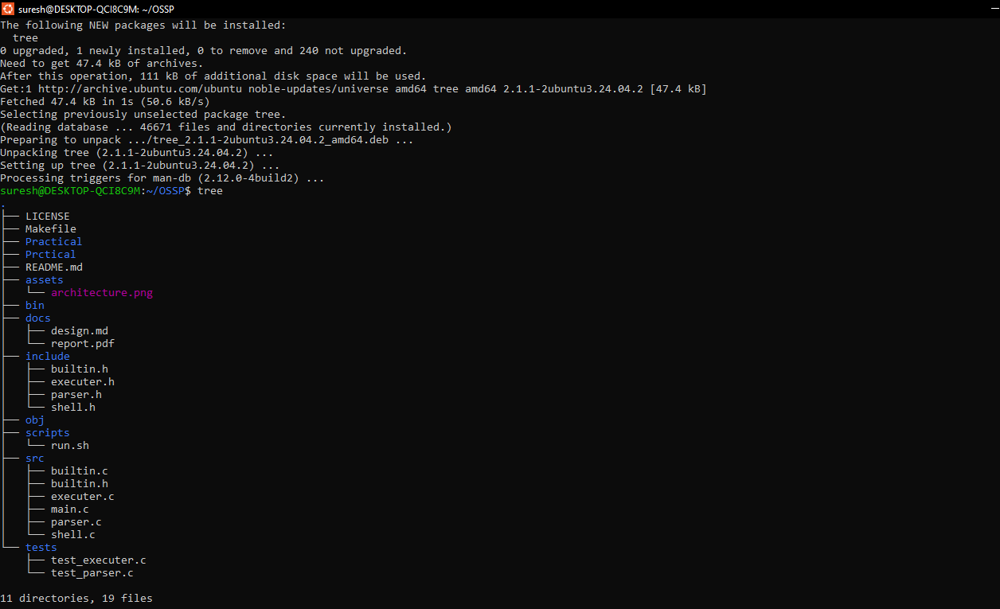 suresh@DESKTOP-QCI8C9M: ~/OSSP
The following NEW packages will be installed:
  tree
0 upgraded, 1 newly installed, 0 to remove and 240 not upgraded.
Need to get 47.4 kB of archives.
After this operation, 111 kB of additional disk space will be used.
Get:1 http://archive.ubuntu.com/ubuntu noble-updates/universe amd64 tree amd64 2.1.1-2ubuntu3.24.04.2 [47.4 kB]
Fetched 47.4 kB in 1s (50.6 kB/s)
Selecting previously unselected package tree.
(Reading database ... 46671 files and directories currently installed.)
Preparing to unpack .../tree_2.1.1-2ubuntu3.24.04.2_amd64.deb ...
Unpacking tree (2.1.1-2ubuntu3.24.04.2) ...
Setting up tree (2.1.1-2ubuntu3.24.04.2) ...
Processing triggers for man-db (2.12.0-4build2) ...
suresh@DESKTOP-QCI8C9M:~/OSSP$ tree
.
├── LICENSE
├── Makefile
├── Practical
├── Prctical
├── README.md
├── assets
│   └── architecture.png
├── bin
├── docs
│   ├── design.md
│   └── report.pdf
├── include
│   ├── builtin.h
│   ├── executer.h
│   ├── parser.h
│   └── shell.h
├── obj
├── scripts
│   └── run.sh
├── src
│   ├── builtin.c
│   ├── builtin.h
│   ├── executer.c
│   ├── main.c
│   ├── parser.c
│   └── shell.c
└── tests
    ├── test_executer.c
    └── test_parser.c

11 directories, 19 files